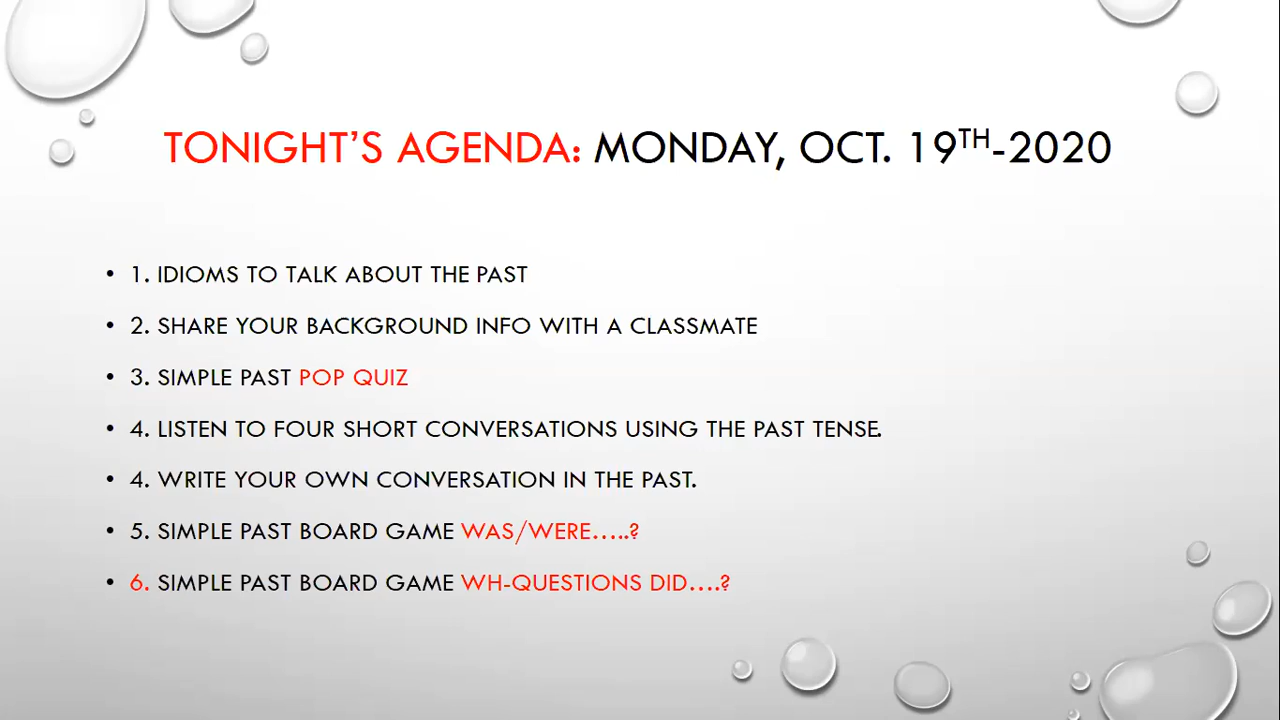 TONIGHT’S AGENDA: MONDAY, OCT. 19TH-2020
• 1. IDIOMS TO TALK ABOUT THE PAST
• 2. SHARE YOUR BACKGROUND INFO WITH A CLASSMATE
• 3. SIMPLE PAST POP QUIZ
• 4. LISTEN TO FOUR SHORT CONVERSATIONS USING THE PAST TENSE.
• 4. WRITE YOUR OWN CONVERSATION IN THE PAST.
• 5. SIMPLE PAST BOARD GAME WAS/WERE…..?
• 6. SIMPLE PAST BOARD GAME WH-QUESTIONS DID….?